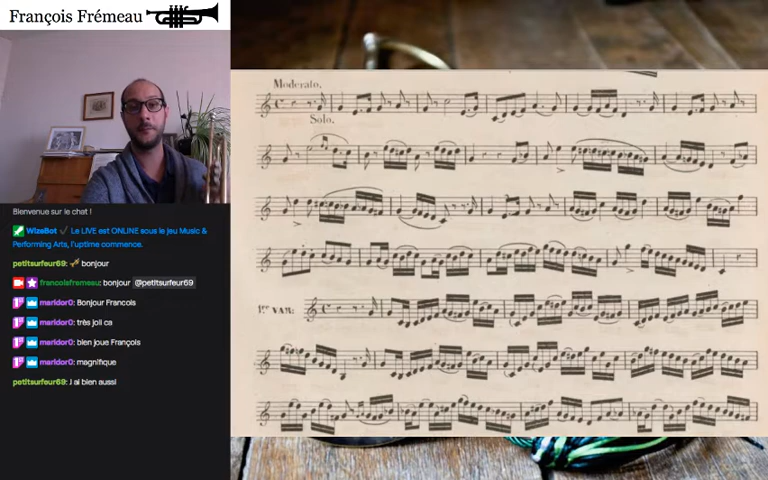 François Frémeau
Moderato.
Solo.
1re VAR:
Bienvenue sur le chat !
WizeBot ✓ Le LIVE est ONLINE sous le jeu Music &
Performing Arts, l'uptime commence.
petitsurfeur69: bonjour
francoisfremeau: bonjour @petitsurfeur69
maridor0: Bonjour Francois
maridor0: très joli ca
maridor0: bien joue François
maridor0: magnifique
petitsurfeur69: J ai bien aussi